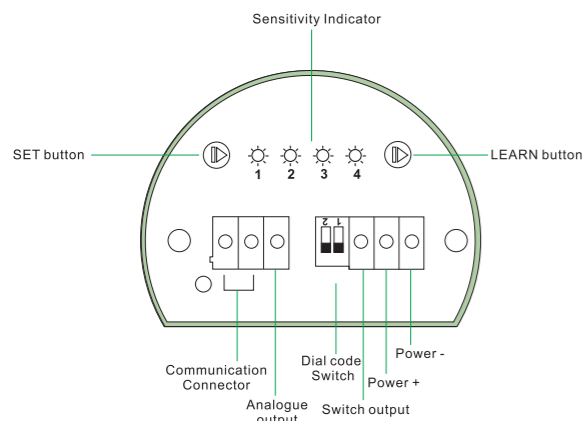 Sensitivity Indicator
SET button
LEARN button
1 2 3 4
2 1
Communication
Connector
Analogue
output
Dial code
Switch
Switch output
Power +
Power -